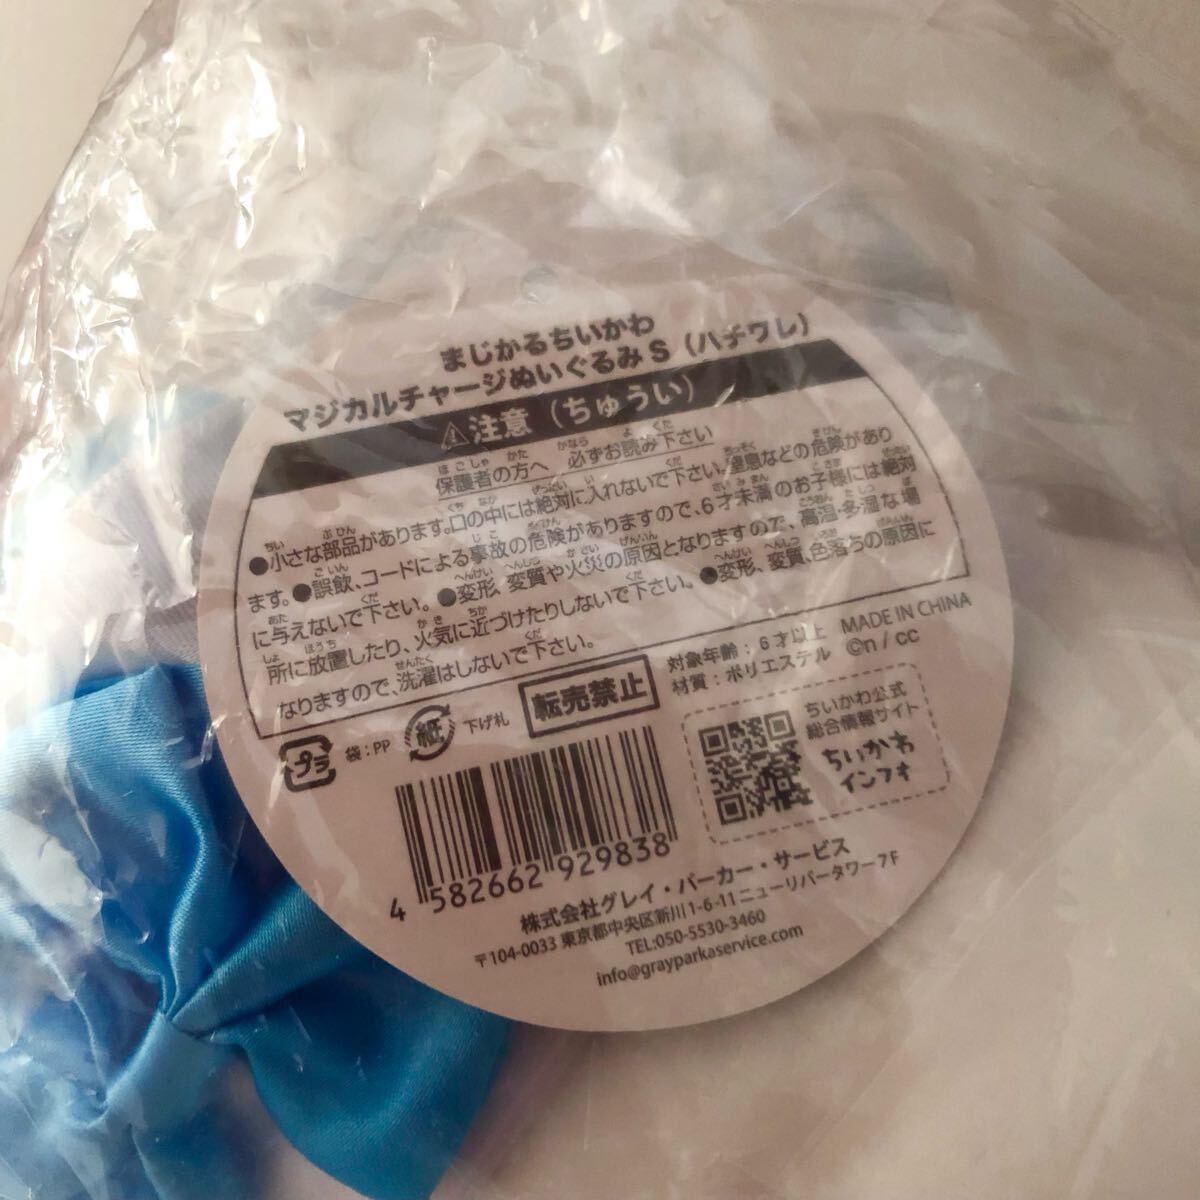 まじかるちいかわ
マジカルチャージぬいぐるみS（ハチワレ）
⚠注意（ちゅうい）
保護者の方へ 必ずお読み下さい
●小さな部品があります。口の中には絶対に入れないで下さい。窒息などの危険があり
ます。●誤飲、コードによる事故の危険がありますので、6才未満のお子様には絶対
に与えないで下さい。●変形、変質や火災の原因となりますので、高温・多湿な場
所に放置したり、火気に近づけたりしないで下さい。●変形、変質、色落ちの原因に
なりますので、洗濯はしないで下さい。
対象年齢：6才以上 MADE IN CHINA
材質：ポリエステル ©n / cc
プラ 袋：PP 紙 下げ札 転売禁止
ちいかわ公式
総合情報サイト
ちいかわ
インフォ
4 582662 929838
株式会社グレイ・パーカー・サービス
〒104-0033 東京都中央区新川1-6-11 ニューリバータワー7F
TEL:050-5530-3460
info@grayparkaservice.com